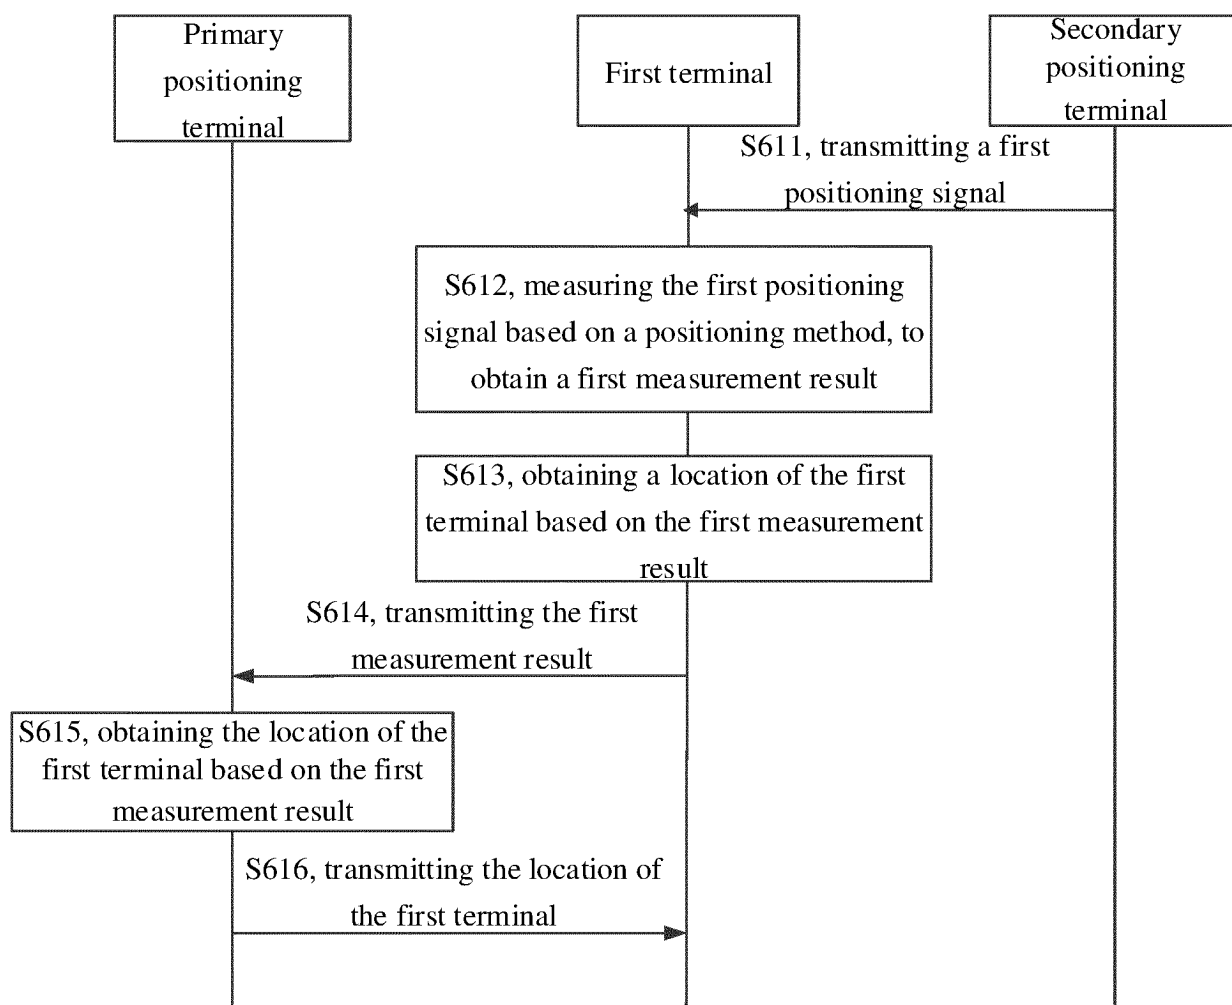 Primary
positioning
terminal
First terminal
Secondary
positioning
terminal
S611, transmitting a first
positioning signal
S612, measuring the first positioning
signal based on a positioning method, to
obtain a first measurement result
S613, obtaining a location of the first
terminal based on the first measurement
result
S614, transmitting the first
measurement result
S615, obtaining the location of the
first terminal based on the first
measurement result
S616, transmitting the location of
the first terminal